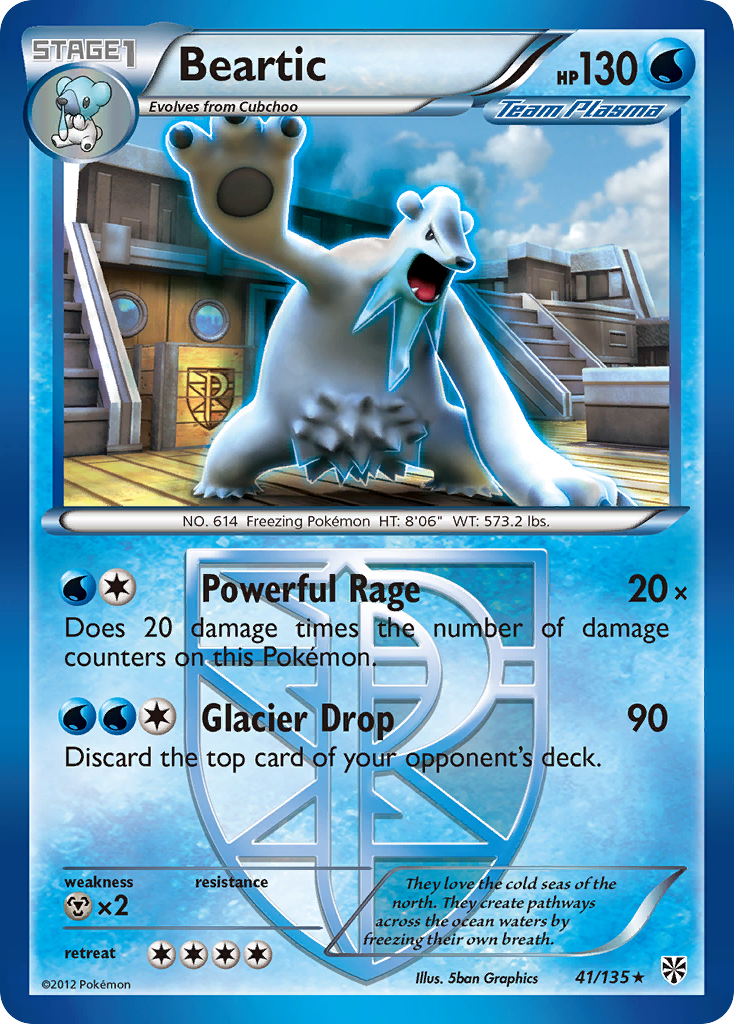 STAGE1
Beartic
HP130
Evolves from Cubchoo
Team Plasma
NO. 614 Freezing Pokémon HT: 8'06" WT: 573.2 lbs.
Powerful Rage 20×
Does 20 damage times the number of damage
counters on this Pokémon.
Glacier Drop 90
Discard the top card of your opponent's deck.
weakness resistance
×2
retreat
They love the cold seas of the
north. They create pathways
across the ocean waters by
freezing their own breath.
©2012 Pokémon
Illus. 5ban Graphics 41/135★